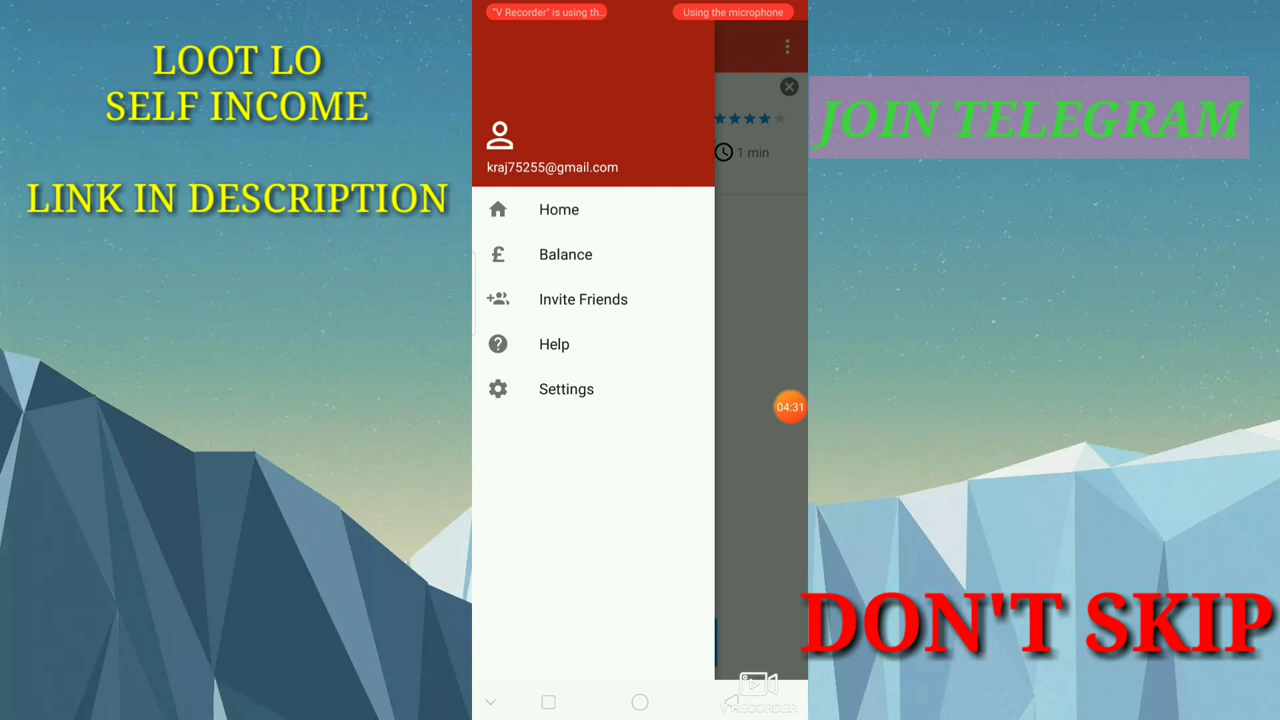 LOOT LO
SELF INCOME
LINK IN DESCRIPTION
"V Recorder" is using th..
Using the microphone
kraj75255@gmail.com
1 min
Home
Balance
Invite Friends
Help
Settings
04:31
V RECORDER
JOIN TELEGRAM
DON'T SKIP